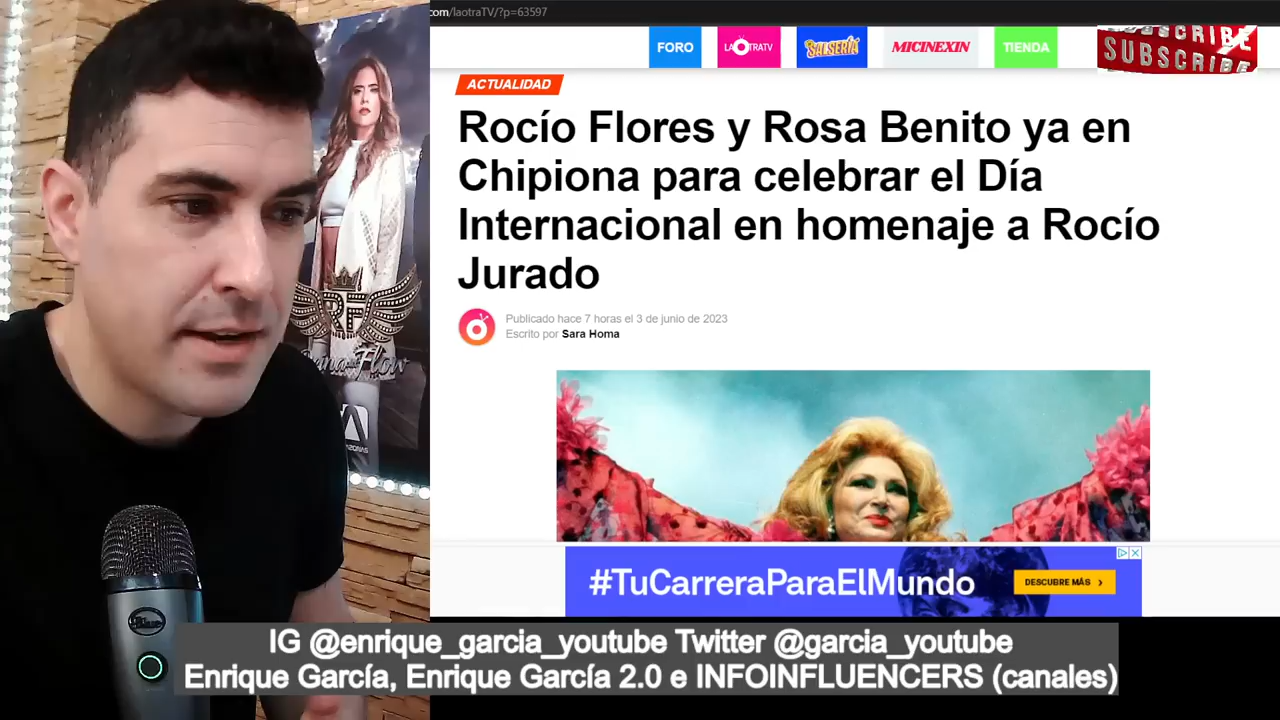 com/laotraTV/?p=63597
FORO
LAOTRATV
SALSERÍA
MICINEXIN
TIENDA
SUBSCRIBE
SUBSCRIBE
ACTUALIDAD
Rocío Flores y Rosa Benito ya en
Chipiona para celebrar el Día
Internacional en homenaje a Rocío
Jurado
Publicado hace 7 horas el 3 de junio de 2023
Escrito por Sara Homa
RF
#TuCarreraParaElMundo
DESCUBRE MÁS
IG @enrique_garcia_youtube Twitter @garcia_youtube
Enrique García, Enrique García 2.0 e INFOINFLUENCERS (canales)